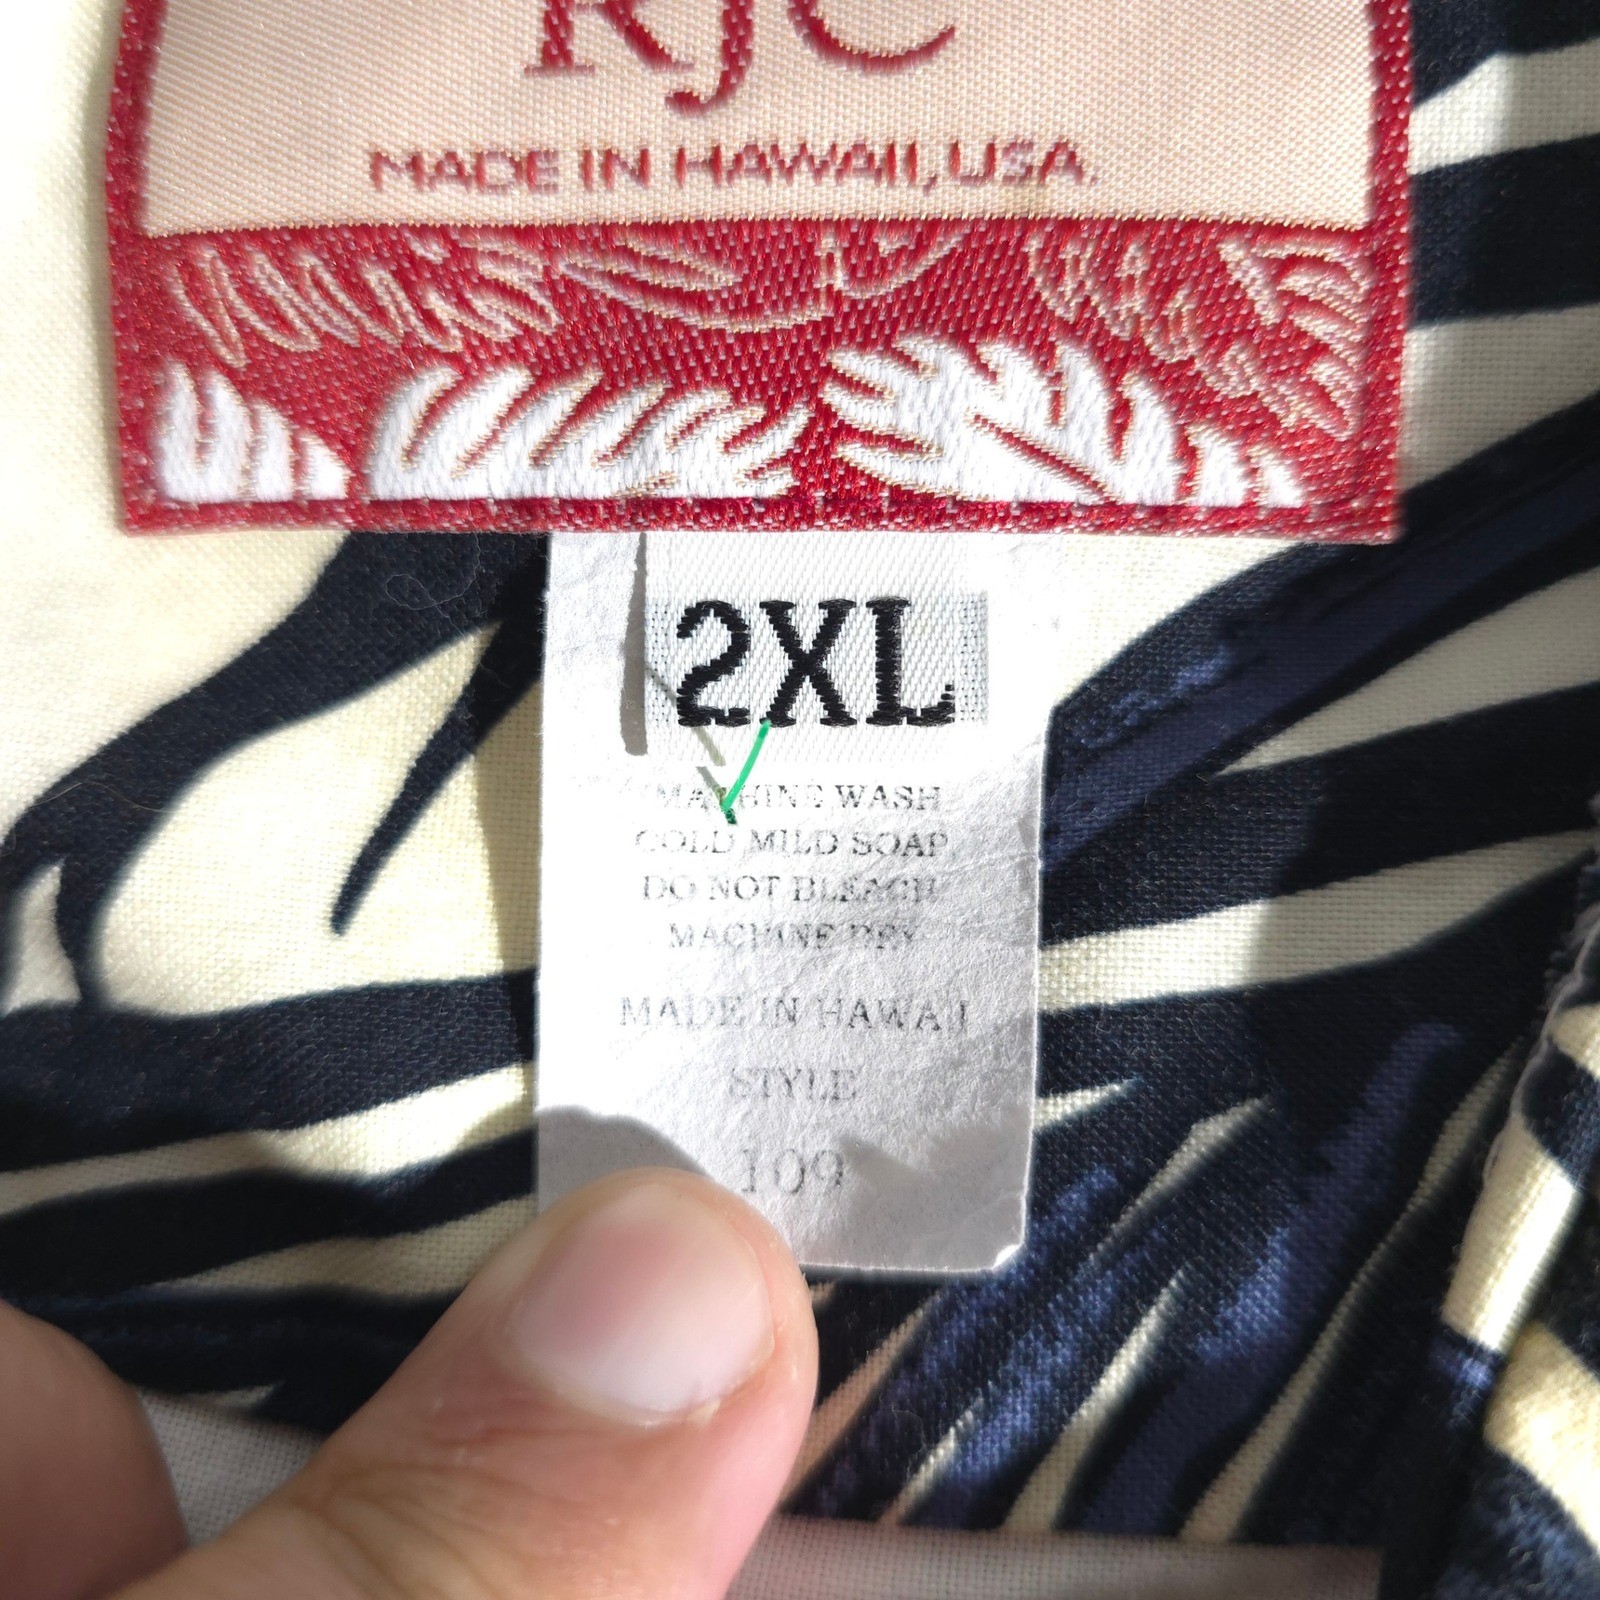 RJC
MADE IN HAWAII, USA.
2XL
MACHINE WASH
COLD MILD SOAP
DO NOT BLEACH
MACHINE DRY
MADE IN HAWAII
STYLE
109